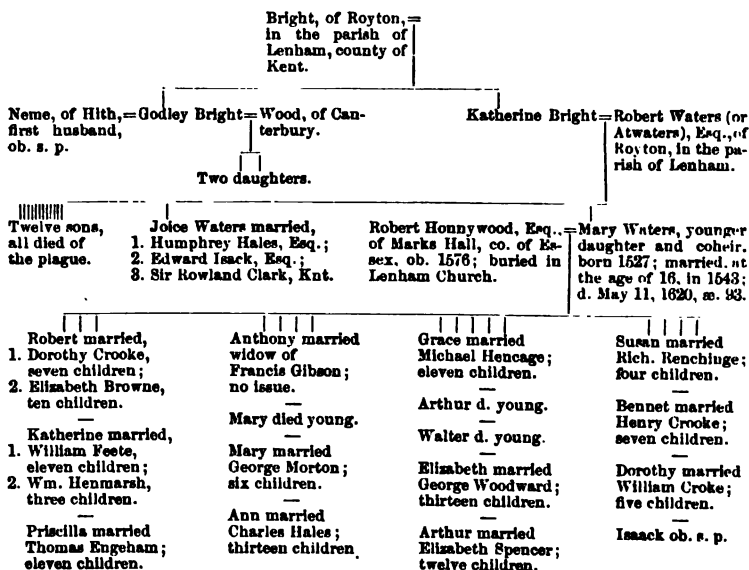 Bright, of Royton,=
in the parish of
Lenham, county of
Kent.
Neme, of Hith,=Godley Bright=Wood, of Can-
first husband,
ob. s. p.
terbury.
Two daughters.
Katherine Bright=Robert Waters (or
Atwaters), Esq., of
Royton, in the pa-
rish of Lenham.
Twelve sons,
all died of
the plague.
Joice Waters married,
1. Humphrey Hales, Esq.;
2. Edward Isack, Esq.;
3. Sir Rowland Clark, Knt.
Robert Honnywood, Esq.,=
of Marks Hall, co. of Es-
sex, ob. 1576; buried in
Lenham Church.
Mary Waters, younger
daughter and coheir,
born 1527; married, at
the age of 16, in 1543;
d. May 11, 1620, æ. 93.
Robert married,
1. Dorothy Crooke,
seven children;
2. Elizabeth Browne,
ten children.
—
Katherine married,
1. William Feete,
eleven children;
2. Wm. Henmarsh,
three children.
—
Priscilla married
Thomas Engeham;
eleven children.
Anthony married
widow of
Francis Gibson;
no issue.
—
Mary died young.
—
Mary married
George Morton;
six children.
—
Ann married
Charles Hales;
thirteen children
Grace married
Michael Hencage;
eleven children.
—
Arthur d. young.
—
Walter d. young.
—
Elizabeth married
George Woodward;
thirteen children.
—
Arthur married
Elizabeth Spencer;
twelve children.
Susan married
Rich. Renchinge;
four children.
—
Bennet married
Henry Crooke;
seven children.
—
Dorothy married
William Croke;
five children.
—
Isaack ob. s. p.